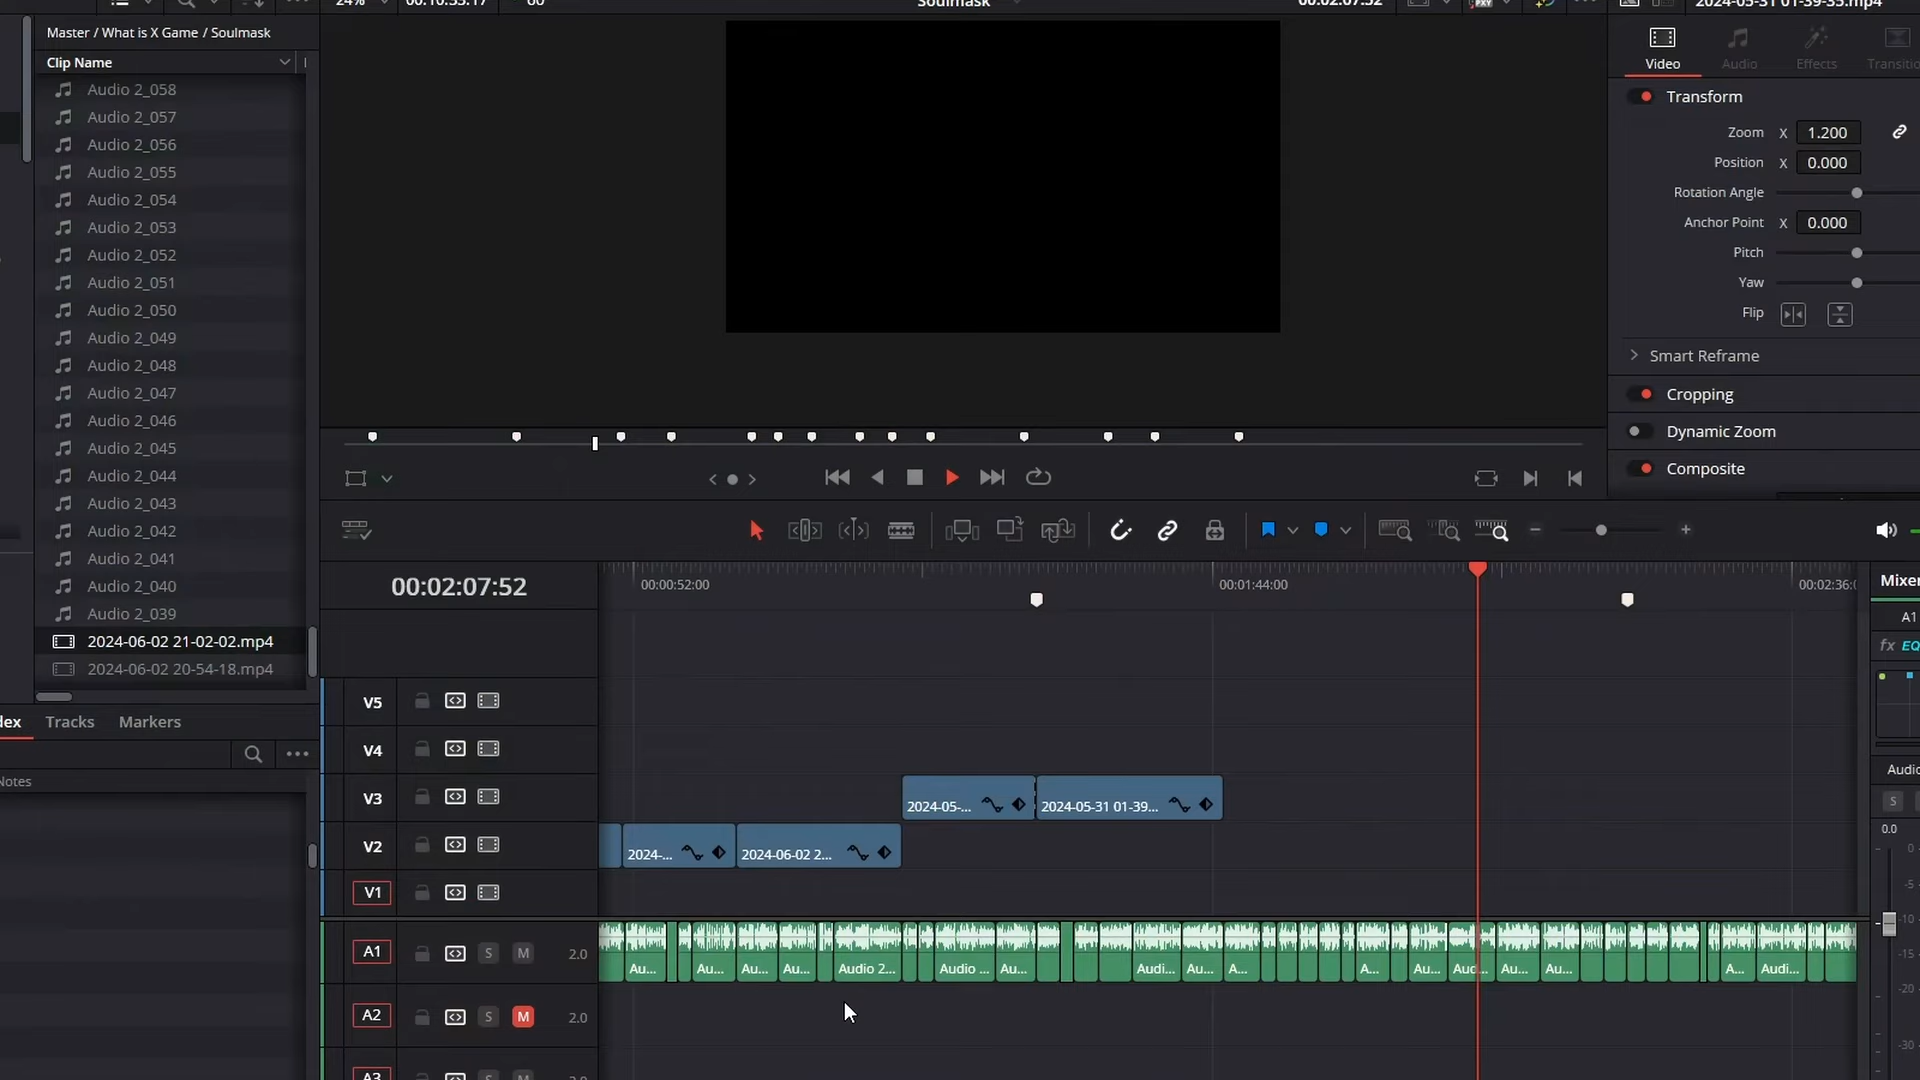 24%
00:10:33:17
60
Soulmask
00:02:07:52
2024-05-31 01-39-35.mp4
Master / What is X Game / Soulmask
Clip Name
Audio 2_058
Audio 2_057
Audio 2_056
Audio 2_055
Audio 2_054
Audio 2_053
Audio 2_052
Audio 2_051
Audio 2_050
Audio 2_049
Audio 2_048
Audio 2_047
Audio 2_046
Audio 2_045
Audio 2_044
Audio 2_043
Audio 2_042
Audio 2_041
Audio 2_040
Audio 2_039
2024-06-02 21-02-02.mp4
2024-06-02 20-54-18.mp4
dex Tracks Markers
Notes
Video Audio Effects Transitio
Transform
Zoom X 1.200
Position X 0.000
Rotation Angle
Anchor Point X 0.000
Pitch
Yaw
Flip
Smart Reframe
Cropping
Dynamic Zoom
Composite
00:02:07:52
00:00:52:00
00:01:44:00
00:02:36:0
V5
V4
V3
2024-05-...
2024-05-31 01-39...
V2
2024-...
2024-06-02 2...
V1
A1 S M 2.0
Au... Au... Au... Au... Audio 2... Audio ... Au... Audi... Au... A... A... Au... Au... Au... Au... A... Audi...
A2 S M 2.0
A3 S M 2.0
Mixer
A1
fx EQ
Audio
S
0.0
0
-5
-10
-15
-20
-30